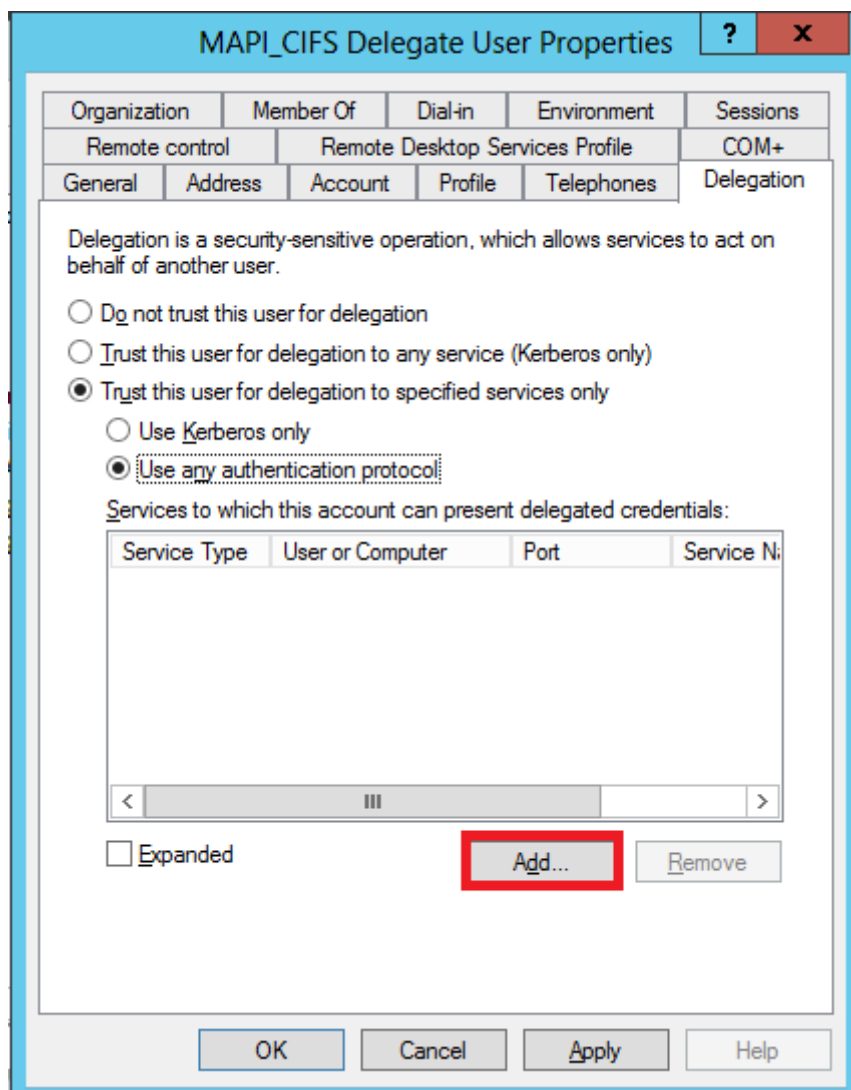 MAPI_CIFS Delegate User Properties ? x
Organization Member Of Dial-in Environment Sessions
Remote control Remote Desktop Services Profile COM+
General Address Account Profile Telephones Delegation
Delegation is a security-sensitive operation, which allows services to act on
behalf of another user.
Do not trust this user for delegation
Trust this user for delegation to any service (Kerberos only)
Trust this user for delegation to specified services only
Use Kerberos only
Use any authentication protocol
Services to which this account can present delegated credentials:
Service Type User or Computer Port Service Na
Expanded Add... Remove
OK Cancel Apply Help